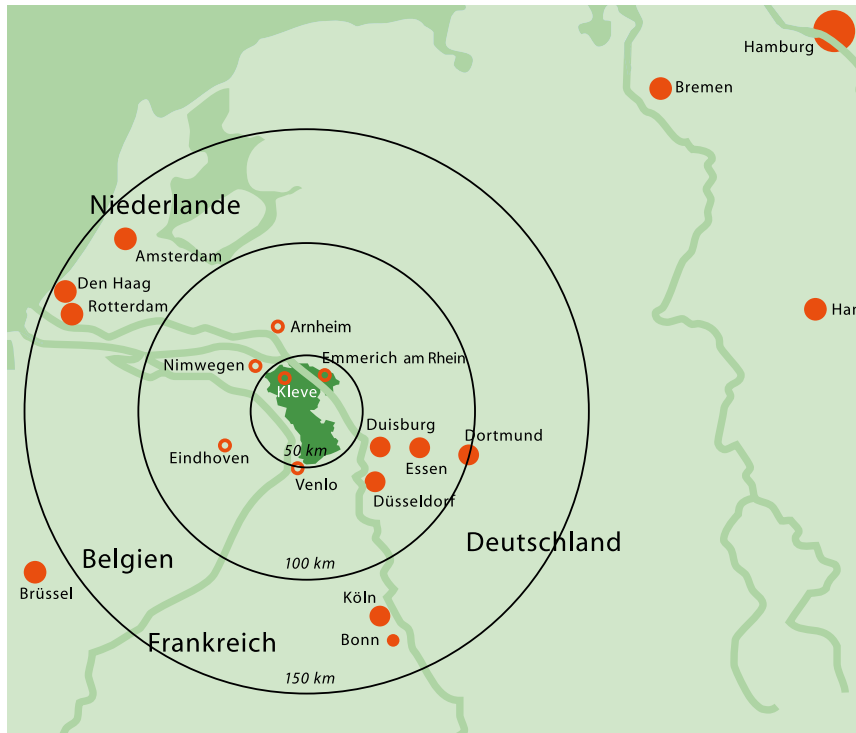 Hamburg
Bremen
Niederlande
Amsterdam
Den Haag
Rotterdam
Han
Arnheim
Nimwegen
Emmerich am Rhein
Kleve
Duisburg
Dortmund
Eindhoven
50 km
Essen
Venlo
Düsseldorf
Belgien
Deutschland
100 km
Brüssel
Köln
Frankreich
Bonn
150 km